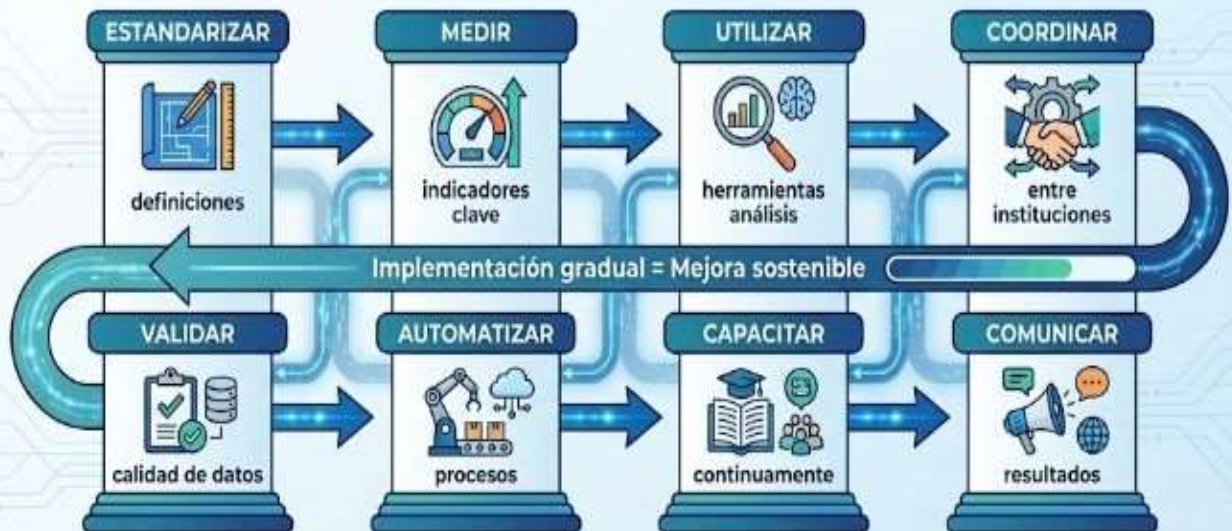 ESTANDARIZAR
definiciones
MEDIR
indicadores
clave
UTILIZAR
herramientas
análisis
COORDINAR
entre
instituciones
Implementación gradual = Mejora sostenible
VALIDAR
calidad de datos
AUTOMATIZAR
procesos
CAPACITAR
continuamente
COMUNICAR
resultados